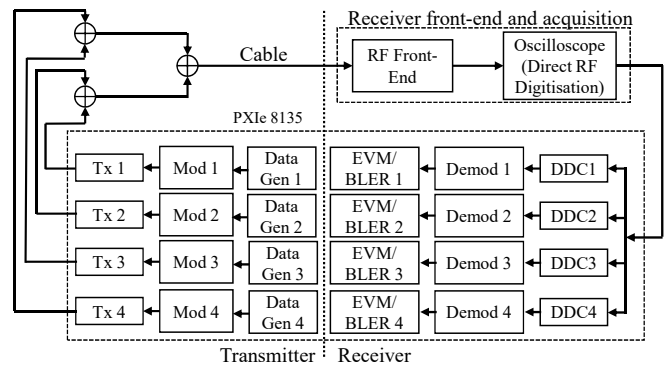 Receiver front-end and acquisition
Cable
RF Front-
End
Oscilloscope
(Direct RF
Digitisation)
PXIe 8135
Tx 1
Mod 1
Data
Gen 1
EVM/
BLER 1
Demod 1
DDC1
Tx 2
Mod 2
Data
Gen 2
EVM/
BLER 2
Demod 2
DDC2
Tx 3
Mod 3
Data
Gen 3
EVM/
BLER 3
Demod 3
DDC3
Tx 4
Mod 4
Data
Gen 4
EVM/
BLER 4
Demod 4
DDC4
Transmitter
Receiver